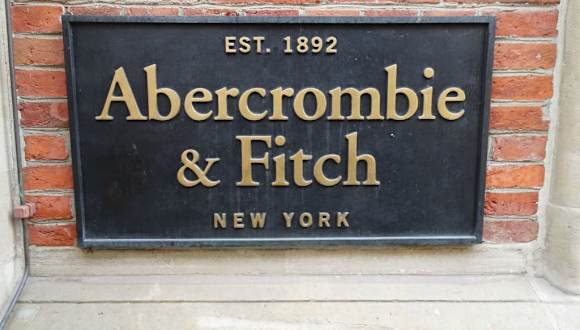 EST. 1892
Abercrombie
& Fitch
NEW YORK